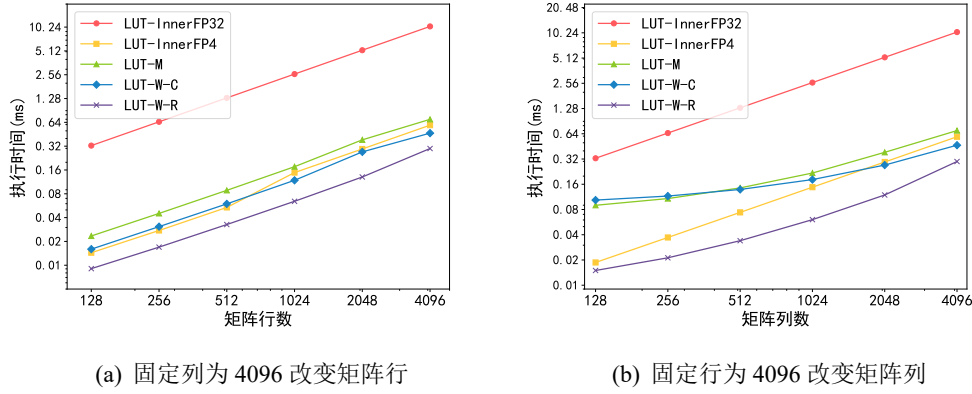 10.24
5.12
2.56
1.28
0.64
0.32
0.16
0.08
0.04
0.02
0.01
执行时间(ms)
LUT-InnerFP32
LUT-InnerFP4
LUT-M
LUT-W-C
LUT-W-R
128 256 512 1024 2048 4096
矩阵行数
(a) 固定列为 4096 改变矩阵行
20.48
10.24
5.12
2.56
1.28
0.64
0.32
0.16
0.08
0.04
0.02
0.01
执行时间(ms)
LUT-InnerFP32
LUT-InnerFP4
LUT-M
LUT-W-C
LUT-W-R
128 256 512 1024 2048 4096
矩阵列数
(b) 固定行为 4096 改变矩阵列